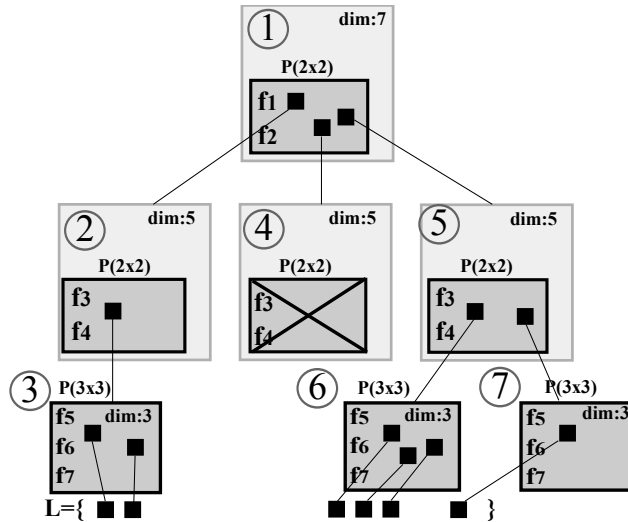 1 dim:7
P(2x2)
f1
f2
2 dim:5
P(2x2)
f3
f4
4 dim:5
P(2x2)
f3
f4
5 dim:5
P(2x2)
f3
f4
3 P(3x3)
f5 dim:3
f6
f7
6 P(3x3)
f5 dim:3
f6
f7
7 P(3x3)
f5 dim:3
f6
f7
L={ }